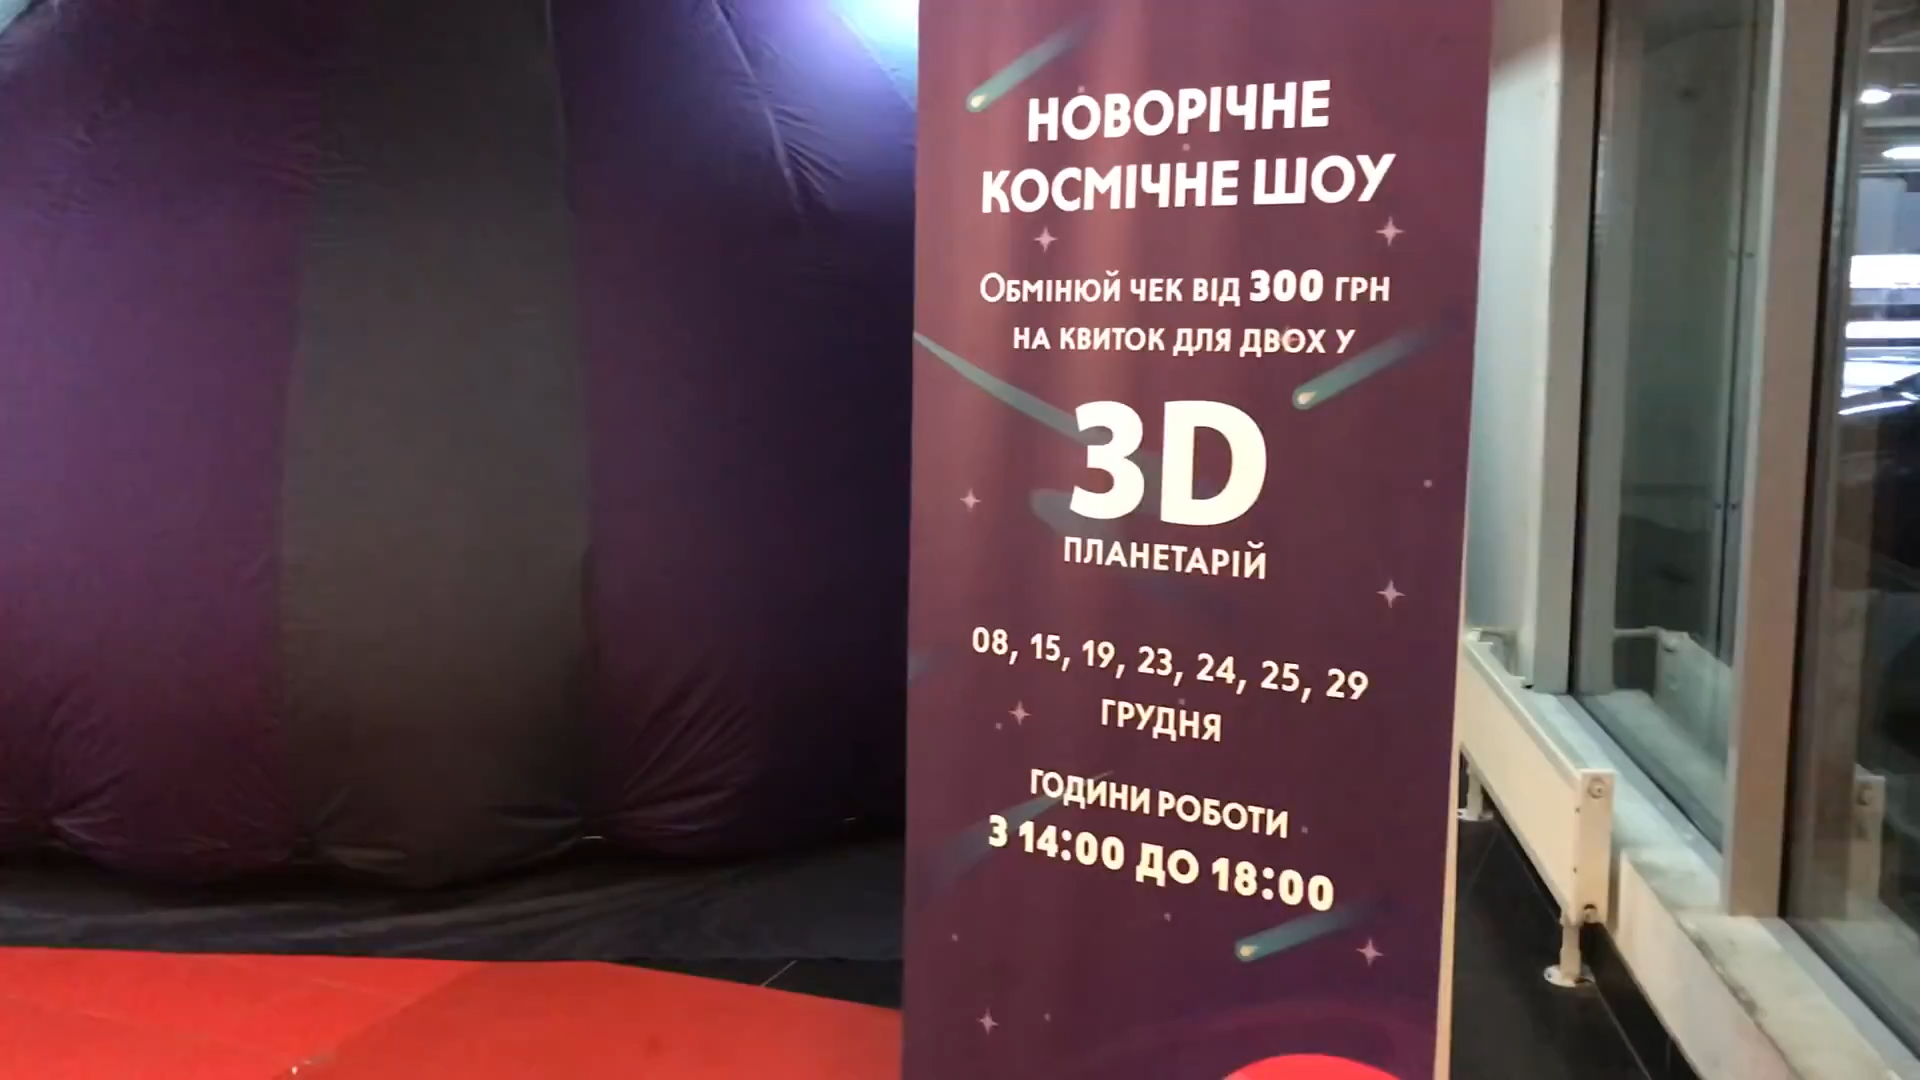 НОВОРІЧНЕ
КОСМІЧНЕ ШОУ
Обмінюй чек від 300 грн
на квиток для двох у
3D
ПЛАНЕТАРІЙ
08, 15, 19, 23, 24, 25, 29
ГРУДНЯ
ГОДИНИ РОБОТИ
З 14:00 ДО 18:00